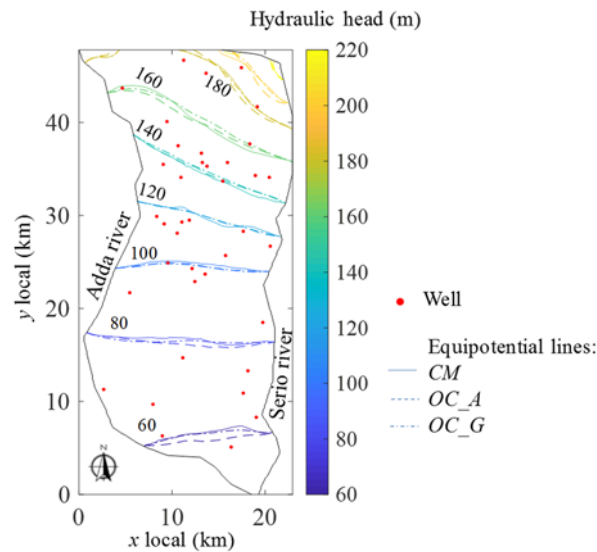 Hydraulic head (m)
160
180
140
120
100
80
60
Adda river
Serio river
N
0
10
20
30
40
y local (km)
0
10
20
x local (km)
220
200
180
160
140
120
100
80
60
Well
Equipotential lines:
CM
OC_A
OC_G